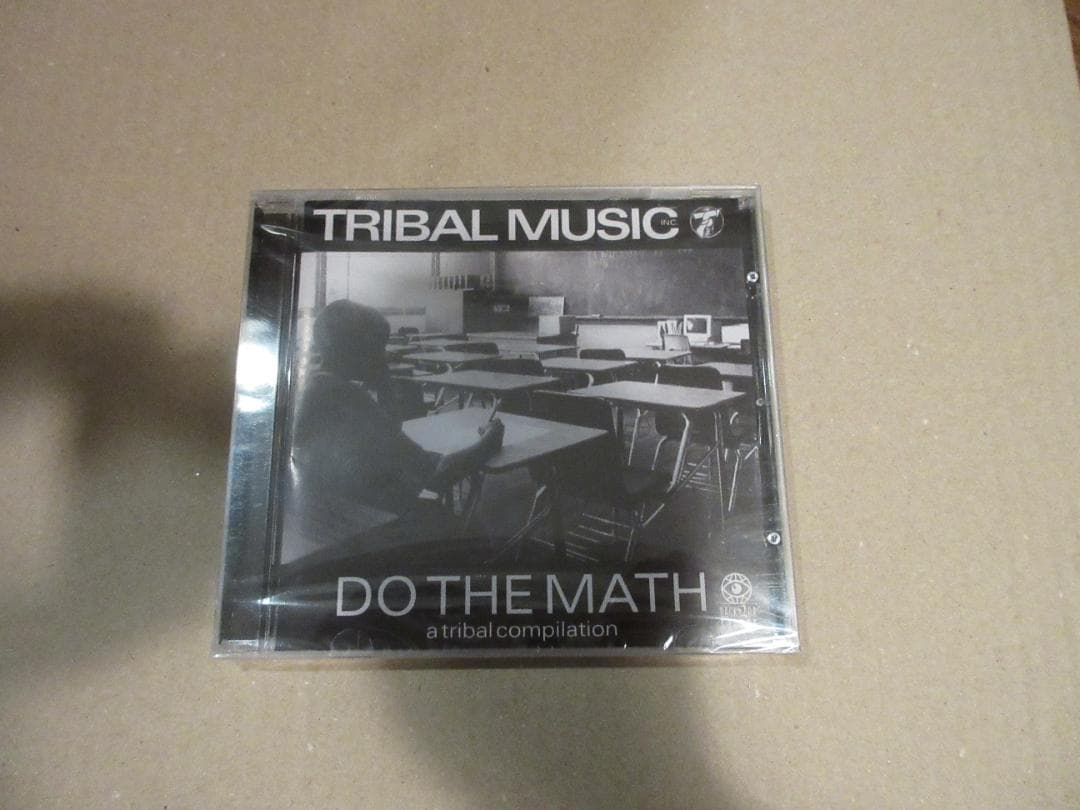 TRIBAL MUSIC INC
DO THE MATH
a tribal compilation